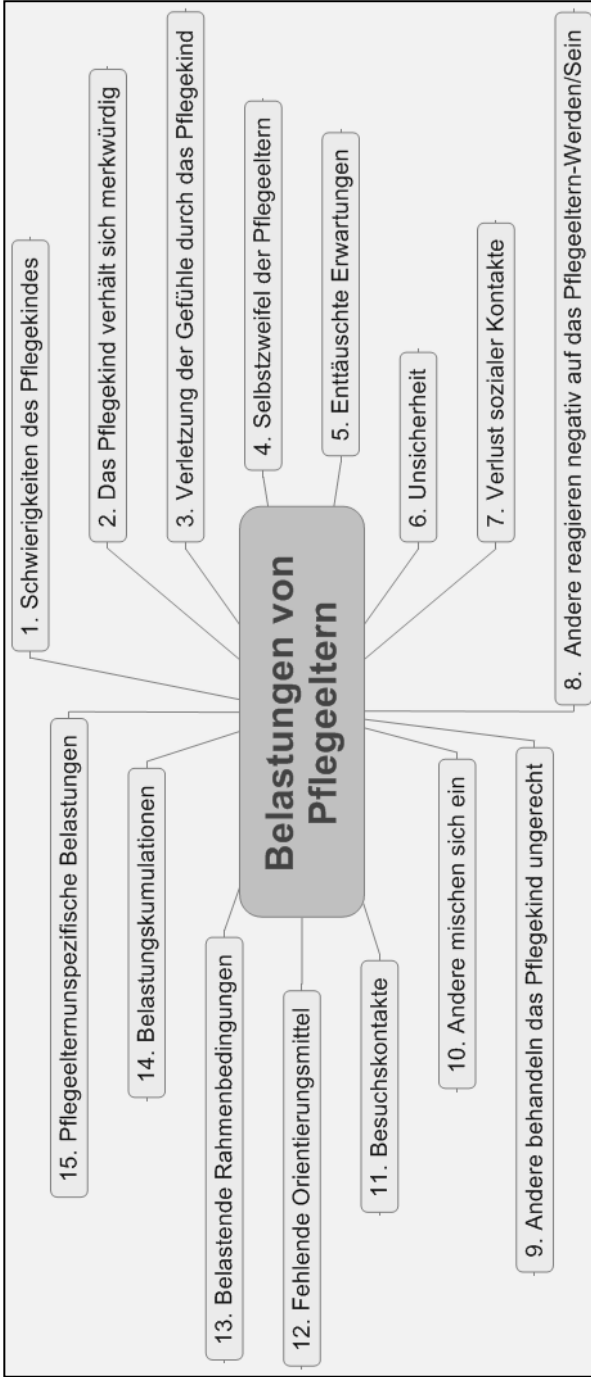 Belastungen von
Pflegeeltern
1. Schwierigkeiten des Pflegekindes
2. Das Pflegekind verhält sich merkwürdig
3. Verletzung der Gefühle durch das Pflegekind
4. Selbstzweifel der Pflegeeltern
5. Enttäuschte Erwartungen
6. Unsicherheit
7. Verlust sozialer Kontakte
8. Andere reagieren negativ auf das Pflegeeltern-Werden/Sein
9. Andere behandeln das Pflegekind ungerecht
10. Andere mischen sich ein
11. Besuchskontakte
12. Fehlende Orientierungsmittel
13. Belastende Rahmenbedingungen
14. Belastungskumulationen
15. Pflegeelternunspezifische Belastungen